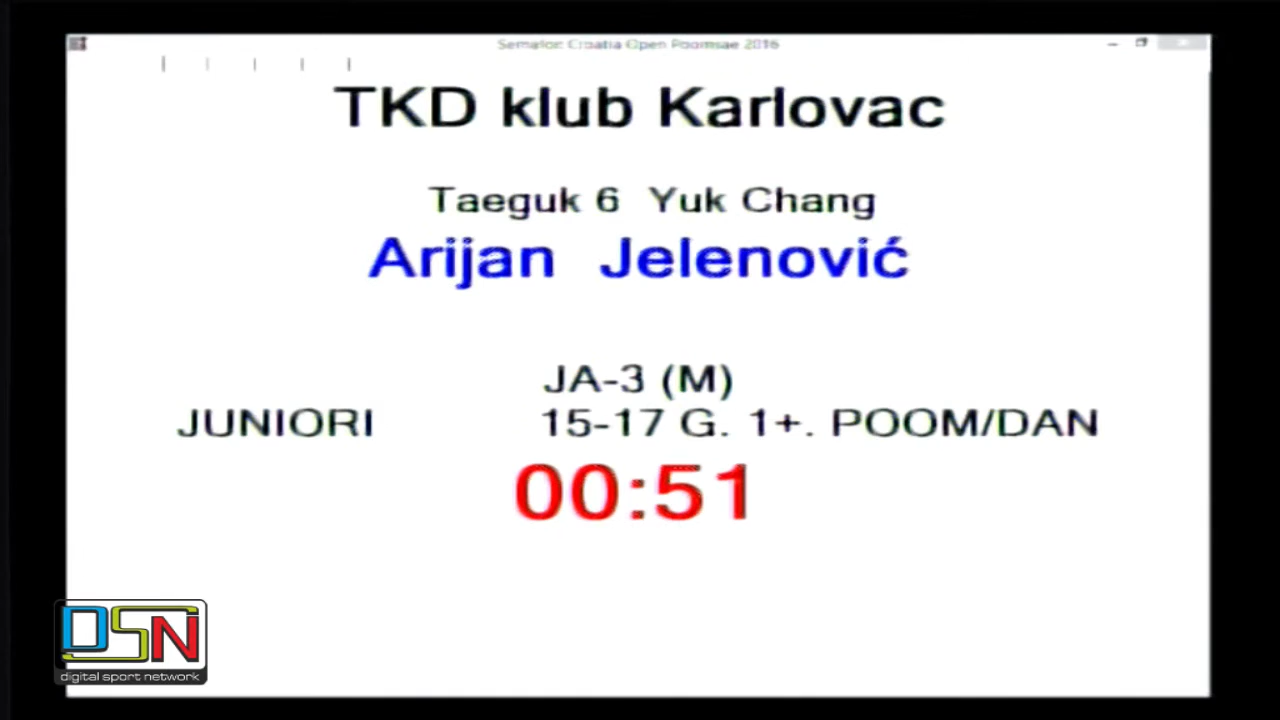 Semafor: Croatia Open Poomsae 2016
TKD klub Karlovac
Taeguk 6 Yuk Chang
Arijan Jelenović
JA-3 (M)
JUNIORI 15-17 G. 1+. POOM/DAN
00:51
DSN
digital sport network